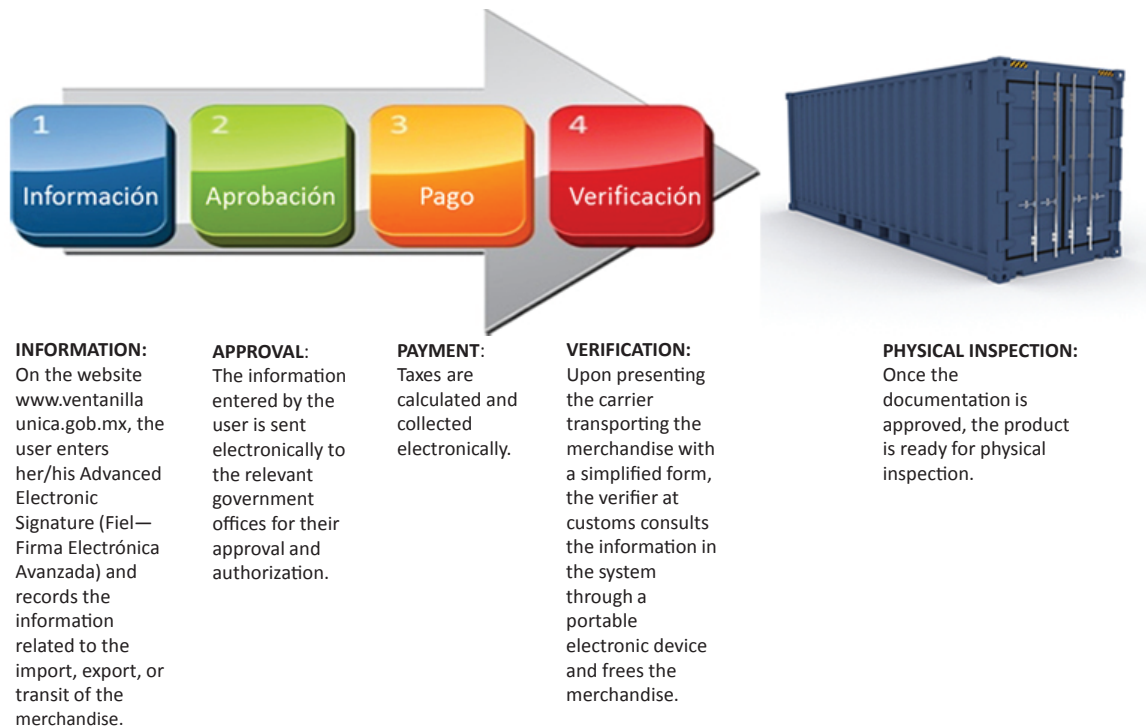 1
Información
2
Aprobación
3
Pago
4
Verificación
INFORMATION:
On the website
www.ventanilla
unica.gob.mx, the
user enters
her/his Advanced
Electronic
Signature (Fiel—
Firma Electrónica
Avanzada) and
records the
information
related to the
import, export, or
transit of the
merchandise.
APPROVAL:
The information
entered by the
user is sent
electronically to
the relevant
government
offices for their
approval and
authorization.
PAYMENT:
Taxes are
calculated and
collected
electronically.
VERIFICATION:
Upon presenting
the carrier
transporting the
merchandise with
a simplified form,
the verifier at
customs consults
the information in
the system
through a
portable
electronic device
and frees the
merchandise.
PHYSICAL INSPECTION:
Once the
documentation is
approved, the product
is ready for physical
inspection.